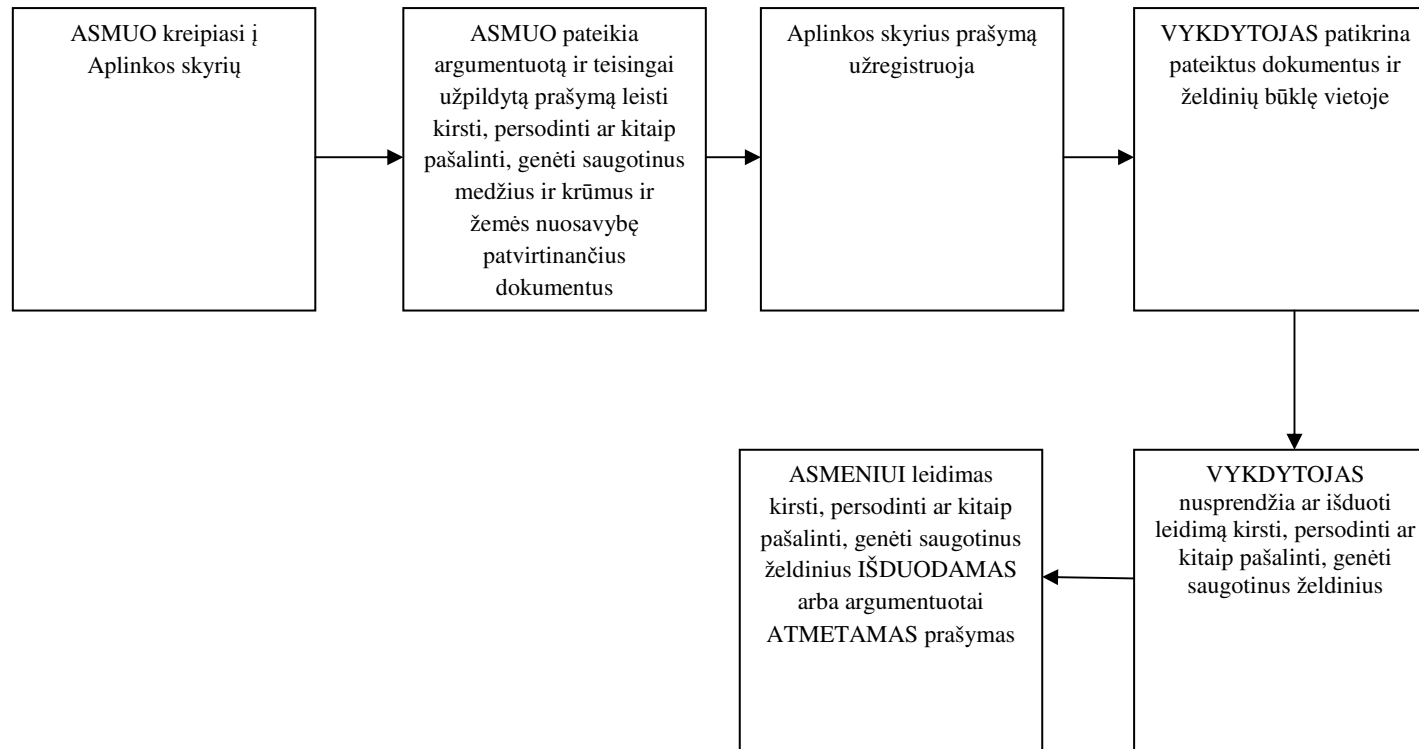 ASMUO kreipiasi į
Aplinkos skyrių
ASMUO pateikia
argumentuotą ir teisingai
užpildytą prašymą leisti
kirsti, persodinti ar kitaip
pašalinti, genėti saugotinus
medžius ir krūmus ir
žemės nuosavybę
patvirtinančius
dokumentus
Aplinkos skyrius prašymą
užregistruoja
VYKDYTOJAS patikrina
pateiktus dokumentus ir
želdinių būklę vietoje
VYKDYTOJAS
nusprendžia ar išduoti
leidimą kirsti, persodinti ar
kitaip pašalinti, genėti
saugotinus želdinius
ASMENIUI leidimas
kirsti, persodinti ar kitaip
pašalinti, genėti saugotinus
želdinius IŠDUODAMAS
arba argumentuotai
ATMETAMAS prašymas